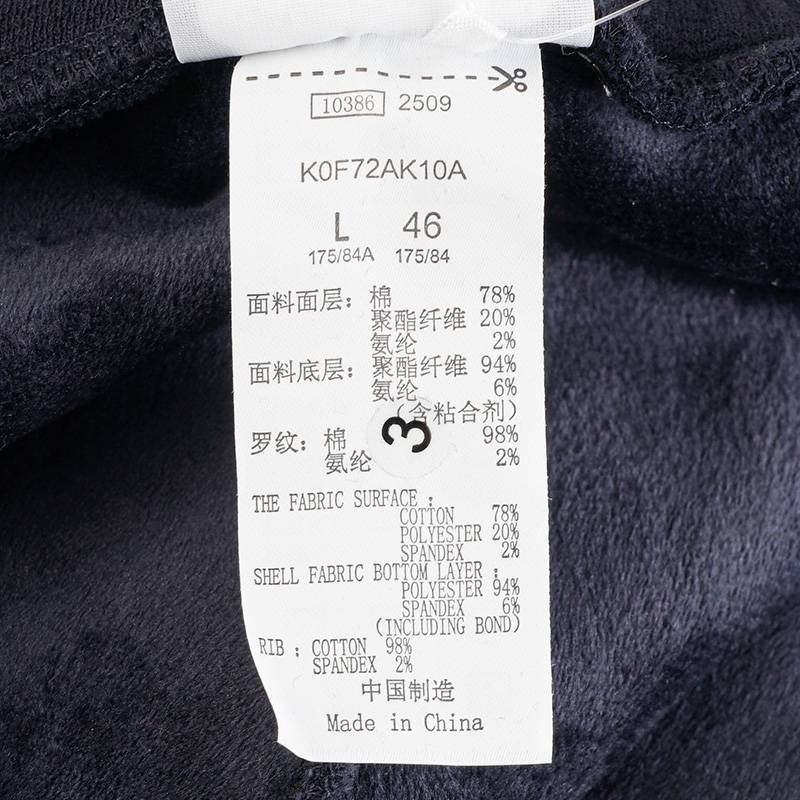 10386 2509
K0F72AK10A
L 46
175/84A 175/84
面料面层：棉 78%
聚酯纤维 20%
氨纶 2%
面料底层：聚酯纤维 94%
氨纶 6%
（含粘合剂）
3
罗纹：棉 98%
氨纶 2%
THE FABRIC SURFACE：
COTTON 78%
POLYESTER 20%
SPANDEX 2%
SHELL FABRIC BOTTOM LAYER：
POLYESTER 94%
SPANDEX 6%
(INCLUDING BOND)
RIB：COTTON 98%
SPANDEX 2%
中国制造
Made in China